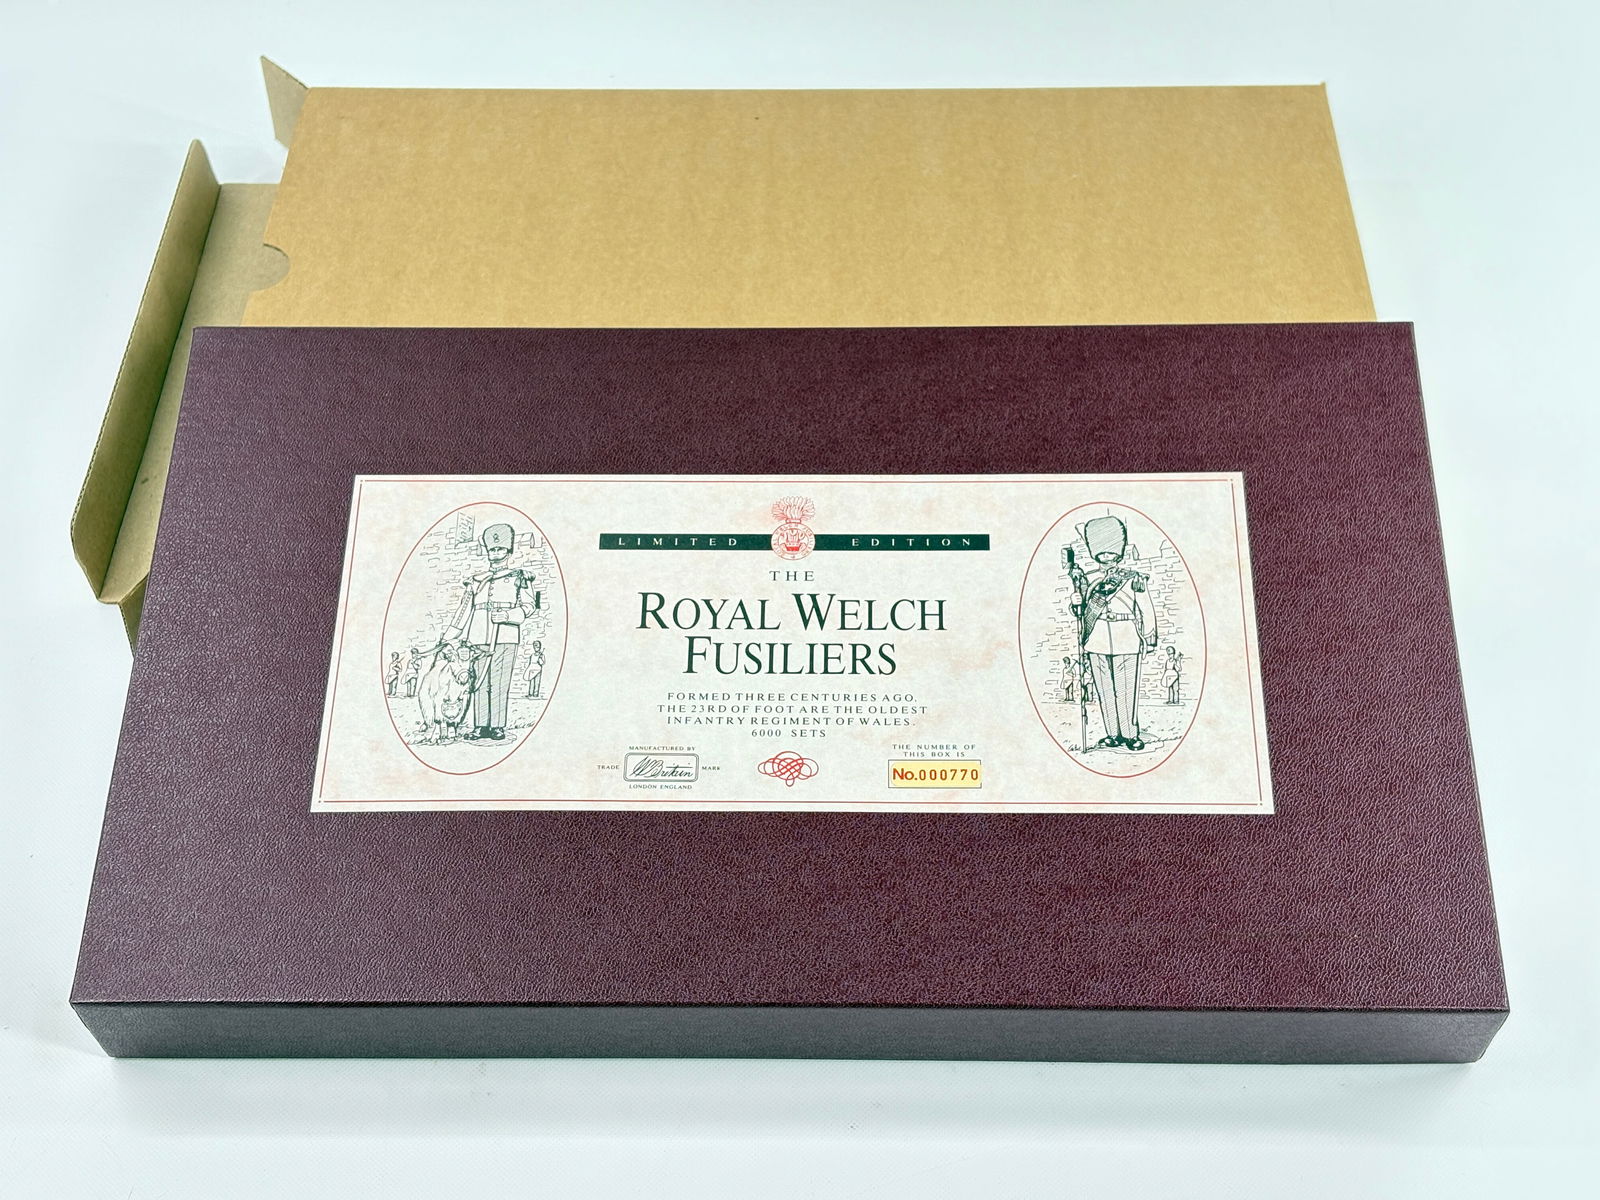 LIMITED EDITION
THE
ROYAL WELCH
FUSILIERS
FORMED THREE CENTURIES AGO.
THE 23RD OF FOOT ARE THE OLDEST
INFANTRY REGIMENT OF WALES.
6000 SETS
MANUFACTURED BY
TRADE W Britain MARK
LONDON ENGLAND
THE NUMBER OF
THIS BOX IS
No.000770